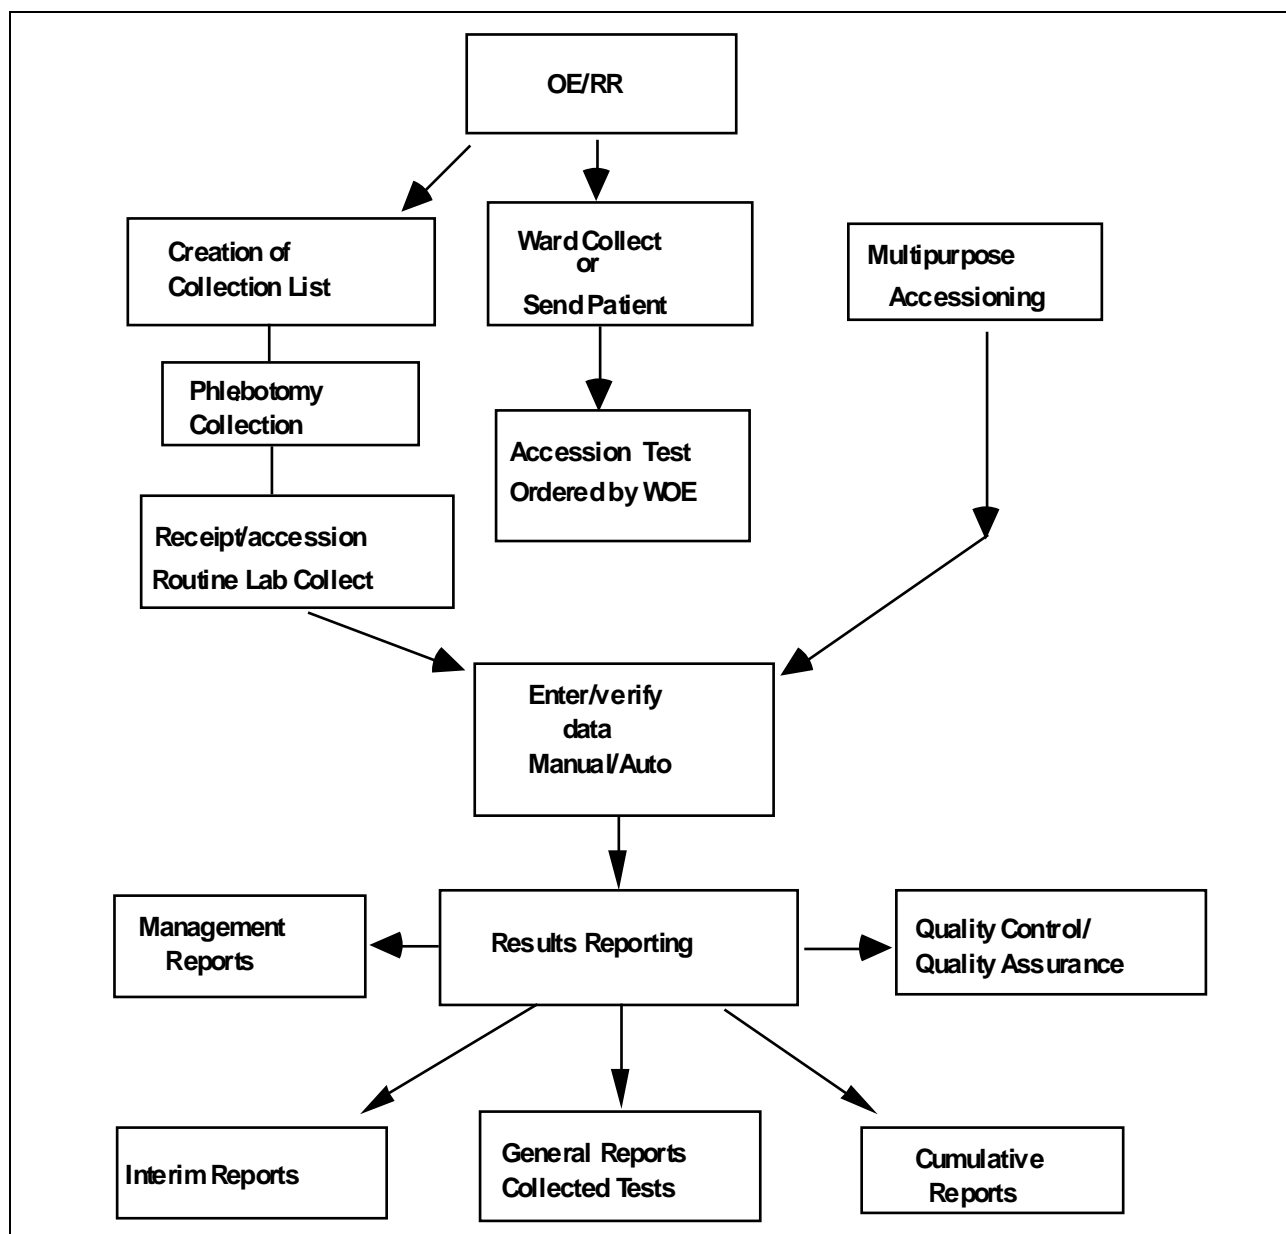 OE/RR
Creation of
Collection List
Ward Collect
or
Send Patient
Multipurpose
Accessioning
Phlebotomy
Collection
Accession Test
Ordered by WOE
Receipt/accession
Routine Lab Collect
Enter/verify
data
Manual/Auto
Management
Reports
Results Reporting
Quality Control/
Quality Assurance
Interim Reports
General Reports
Collected Tests
Cumulative
Reports